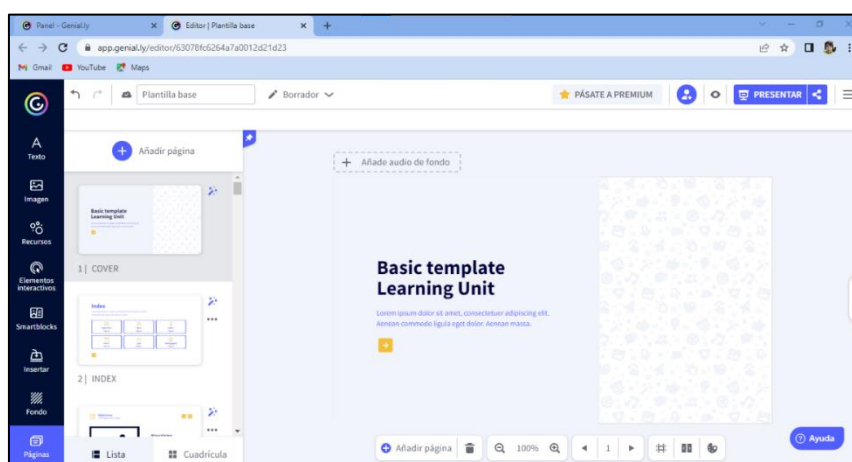 Panel - Genial.ly
Editor | Plantilla base
app.genial.ly/editor/63078fc6264a7a0012d21d23
Gmail
YouTube
Maps
Plantilla base
Borrador
PÁSATE A PREMIUM
PRESENTAR
Texto
Imagen
Recursos
Elementos
interactivos
Smartblocks
Insertar
Fondo
Páginas
Añadir página
Basic template
Learning Unit
1 | COVER
Index
2 | INDEX
Lista
Cuadrícula
Añade audio de fondo
Basic template
Learning Unit
Lorem ipsum dolor sit amet, consectetuer adipiscing elit.
Aenean commodo ligula eget dolor. Aenean massa.
Añadir página
100%
1
Ayuda